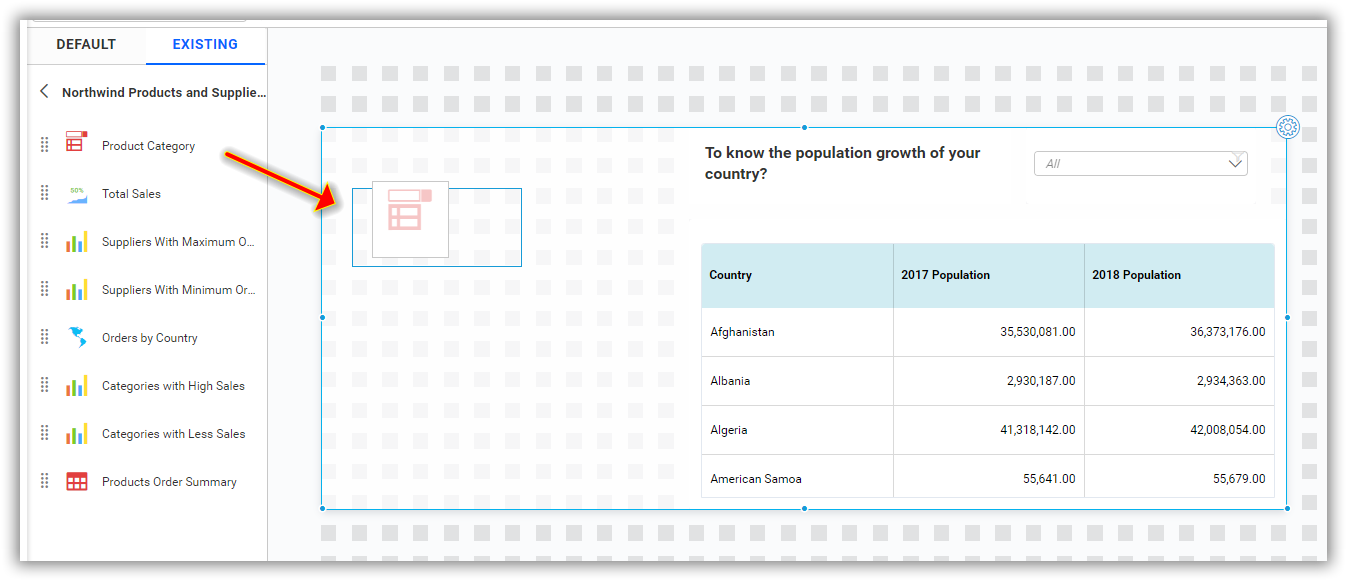 DEFAULT
EXISTING
Northwind Products and Supplie...
Product Category
50%
Total Sales
Suppliers With Maximum O...
Suppliers With Minimum Or...
Orders by Country
Categories with High Sales
Categories with Less Sales
Products Order Summary
To know the population growth of your
country?
All
Country 2017 Population 2018 Population
Afghanistan 35,530,081.00 36,373,176.00
Albania 2,930,187.00 2,934,363.00
Algeria 41,318,142.00 42,008,054.00
American Samoa 55,641.00 55,679.00